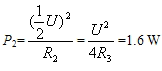 P₂ = (½U)²/R₂ = U²/4R₃ = 1.6 W